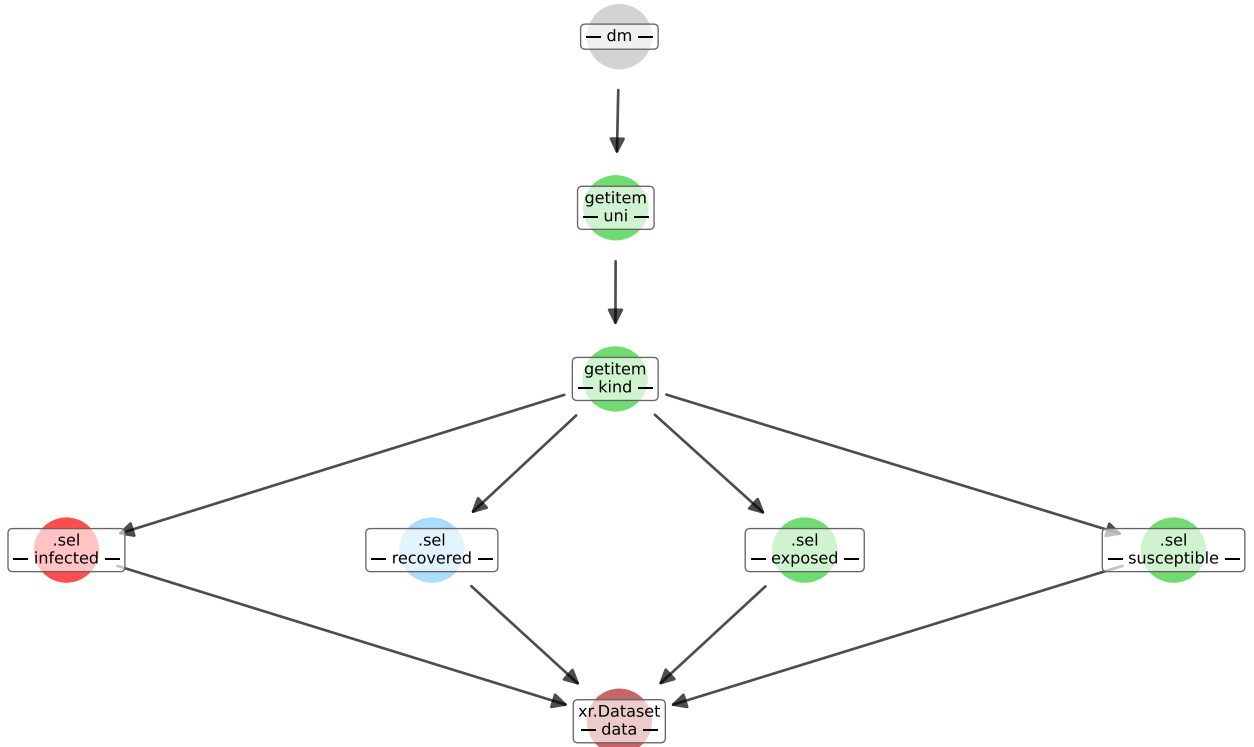 — dm —
getitem
— uni —
getitem
— kind —
.sel
— infected —
.sel
— recovered —
.sel
— exposed —
.sel
— susceptible —
xr.Dataset
— data —